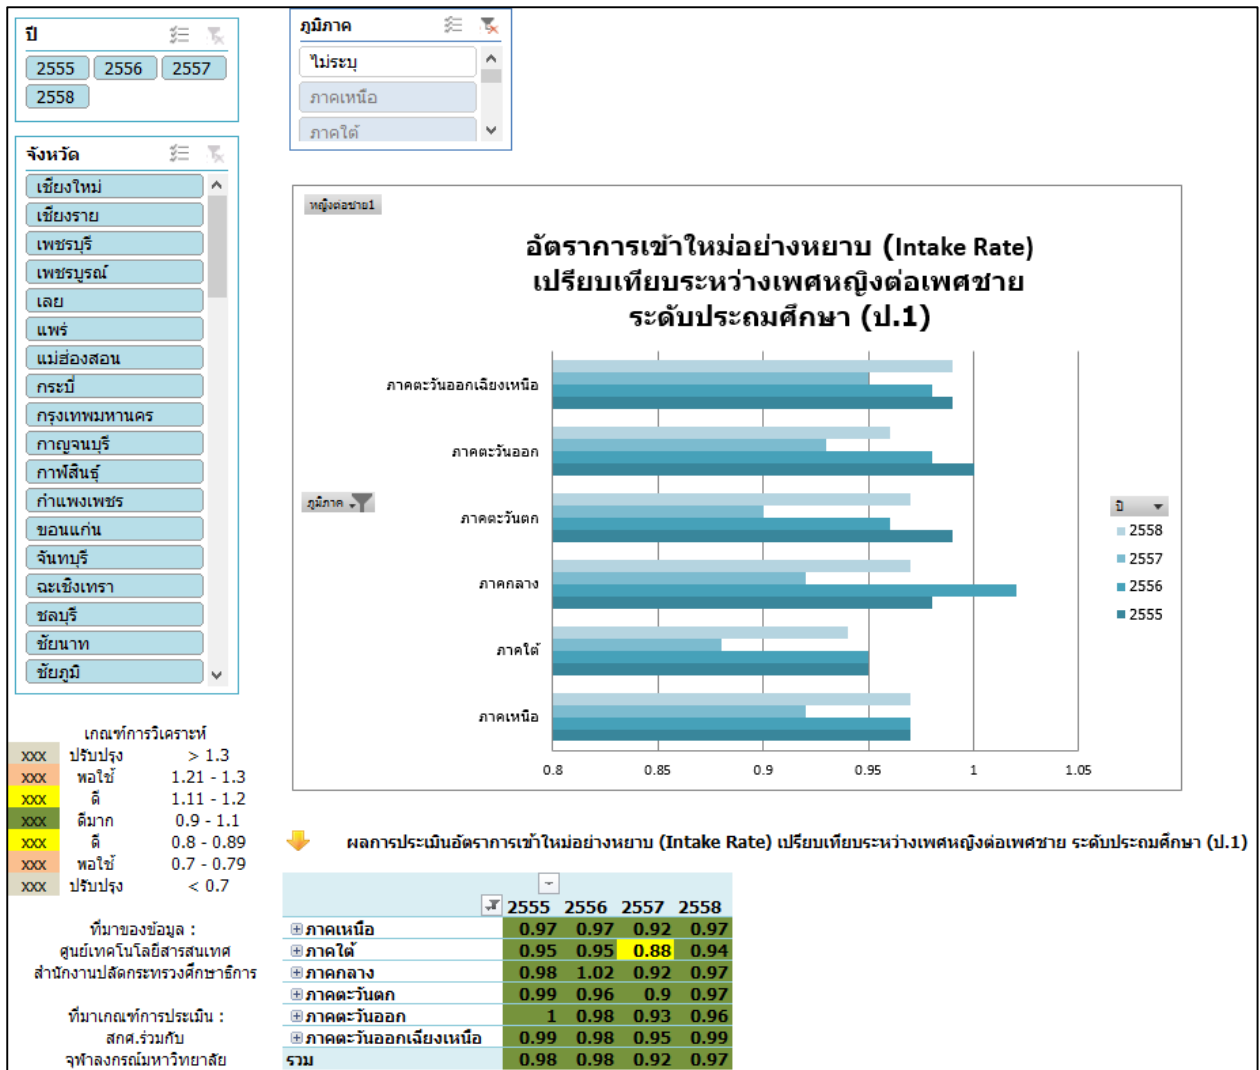 ปี
2555 2556 2557
2558
ภูมิภาค
ไม่ระบุ
ภาคเหนือ
ภาคใต้
จังหวัด
เชียงใหม่
เชียงราย
เพชรบุรี
เพชรบูรณ์
เลย
แพร่
แม่ฮ่องสอน
กระบี่
กรุงเทพมหานคร
กาญจนบุรี
กาฬสินธุ์
กำแพงเพชร
ขอนแก่น
จันทบุรี
ฉะเชิงเทรา
ชลบุรี
ชัยนาท
ชัยภูมิ
หญิงต่อชาย1
อัตราการเข้าใหม่อย่างหยาบ (Intake Rate)
เปรียบเทียบระหว่างเพศหญิงต่อเพศชาย
ระดับประถมศึกษา (ป.1)
ภาคตะวันออกเฉียงเหนือ
ภาคตะวันออก
ภาคตะวันตก
ภาคกลาง
ภาคใต้
ภาคเหนือ
ภูมิภาค
0.8 0.85 0.9 0.95 1 1.05
ปี
2558
2557
2556
2555
เกณฑ์การวิเคราะห์
xxx ปรับปรุง > 1.3
xxx พอใช้ 1.21 - 1.3
xxx ดี 1.11 - 1.2
xxx ดีมาก 0.9 - 1.1
xxx ดี 0.8 - 0.89
xxx พอใช้ 0.7 - 0.79
xxx ปรับปรุง < 0.7
ที่มาของข้อมูล :
ศูนย์เทคโนโลยีสารสนเทศ
สำนักงานปลัดกระทรวงศึกษาธิการ
ที่มาเกณฑ์การประเมิน :
สกศ.ร่วมกับ
จุฬาลงกรณ์มหาวิทยาลัย
ผลการประเมินอัตราการเข้าใหม่อย่างหยาบ (Intake Rate) เปรียบเทียบระหว่างเพศหญิงต่อเพศชาย ระดับประถมศึกษา (ป.1)
2555 2556 2557 2558
ภาคเหนือ 0.97 0.97 0.92 0.97
ภาคใต้ 0.95 0.95 0.88 0.94
ภาคกลาง 0.98 1.02 0.92 0.97
ภาคตะวันตก 0.99 0.96 0.9 0.97
ภาคตะวันออก 1 0.98 0.93 0.96
ภาคตะวันออกเฉียงเหนือ 0.99 0.98 0.95 0.99
รวม 0.98 0.98 0.92 0.97